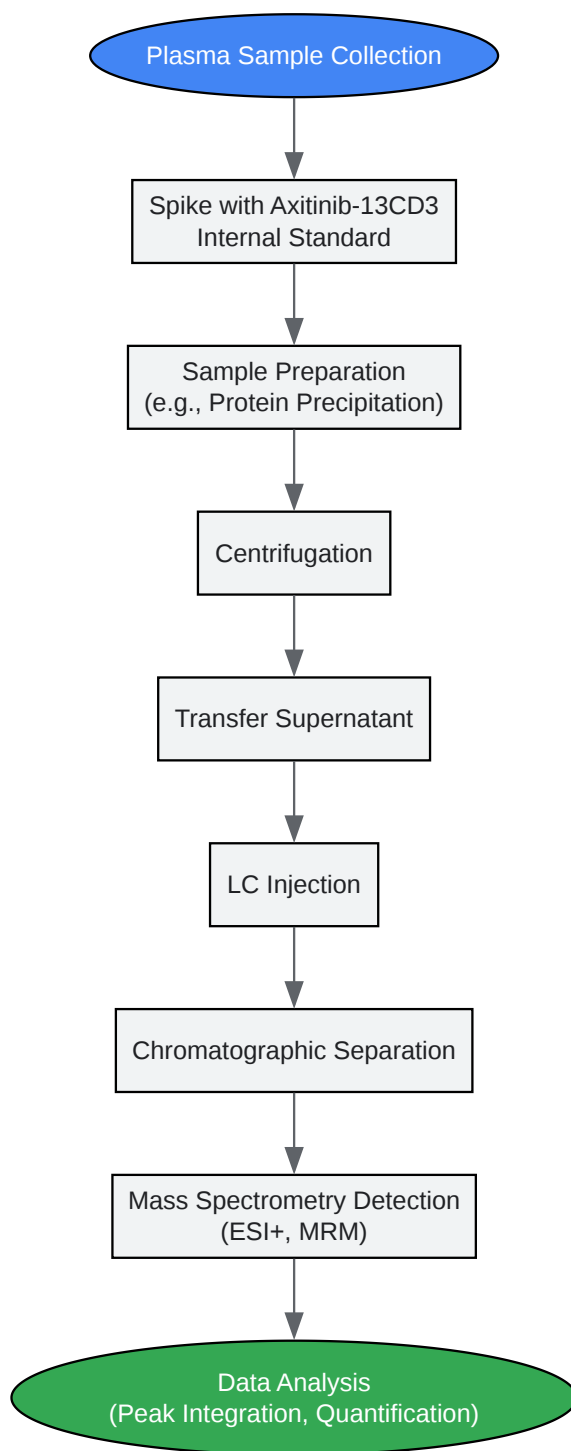 Plasma Sample Collection
Spike with Axitinib-13CD3
Internal Standard
Sample Preparation
(e.g., Protein Precipitation)
Centrifugation
Transfer Supernatant
LC Injection
Chromatographic Separation
Mass Spectrometry Detection
(ESI+, MRM)
Data Analysis
(Peak Integration, Quantification)